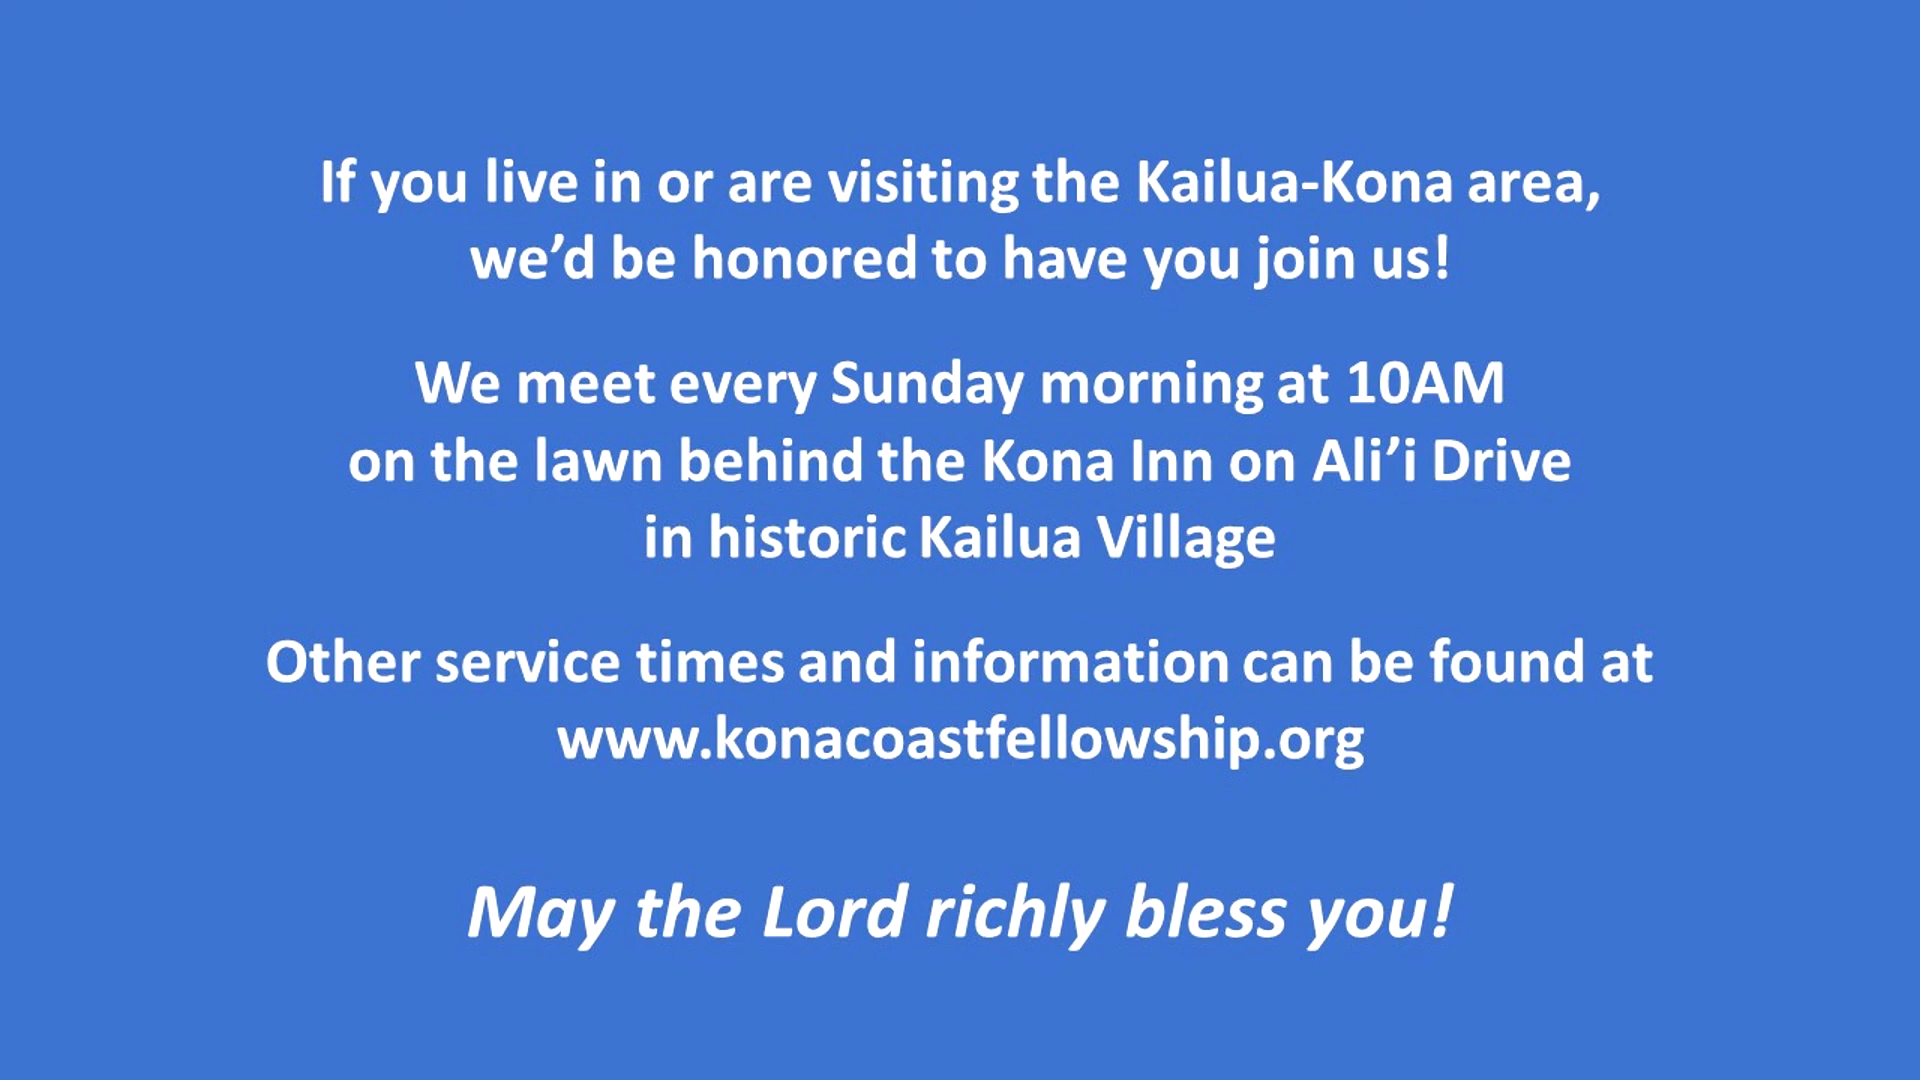 If you live in or are visiting the Kailua-Kona area,
we’d be honored to have you join us!
We meet every Sunday morning at 10AM
on the lawn behind the Kona Inn on Ali’i Drive
in historic Kailua Village
Other service times and information can be found at
www.konacoastfellowship.org
May the Lord richly bless you!